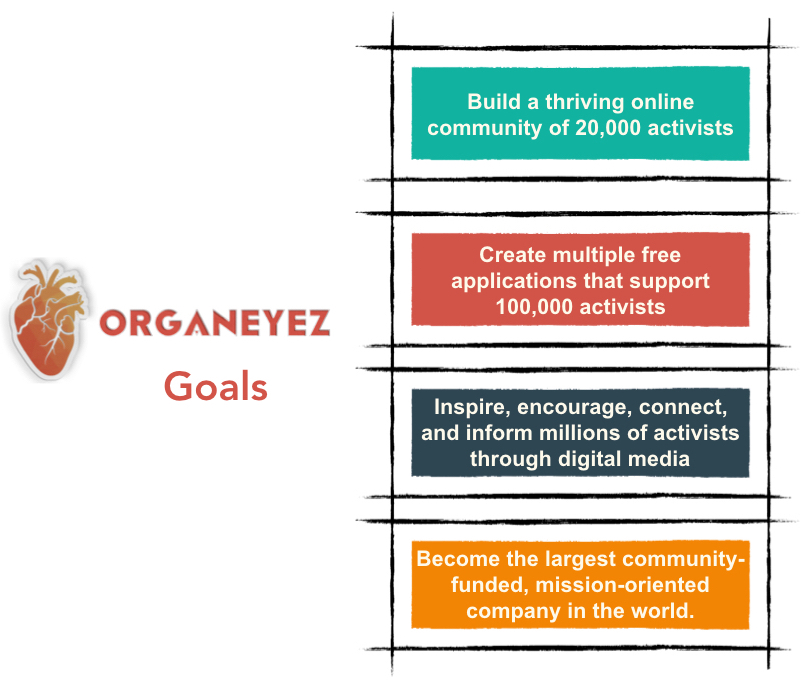 Build a thriving online
community of 20,000 activists
Create multiple free
applications that support
100,000 activists
ORGANEYEZ
Goals
Inspire, encourage, connect,
and inform millions of activists
through digital media
Become the largest community-
funded, mission-oriented
company in the world.